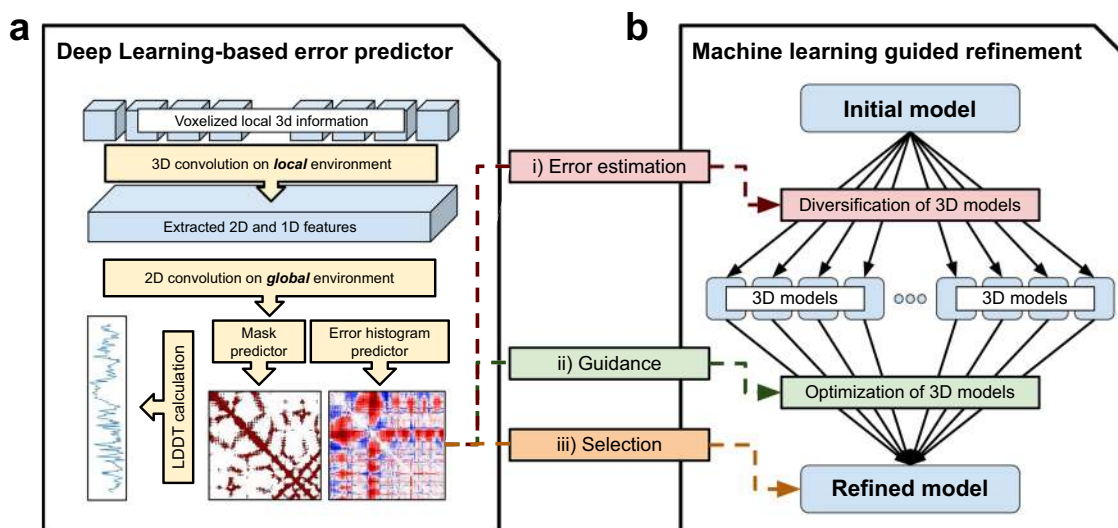 a
Deep Learning-based error predictor
Voxelized local 3d information
3D convolution on local environment
Extracted 2D and 1D features
2D convolution on global environment
Mask
predictor
Error histogram
predictor
LDDT calculation
i) Error estimation
ii) Guidance
iii) Selection
b
Machine learning guided refinement
Initial model
Diversification of 3D models
3D models
3D models
Optimization of 3D models
Refined model